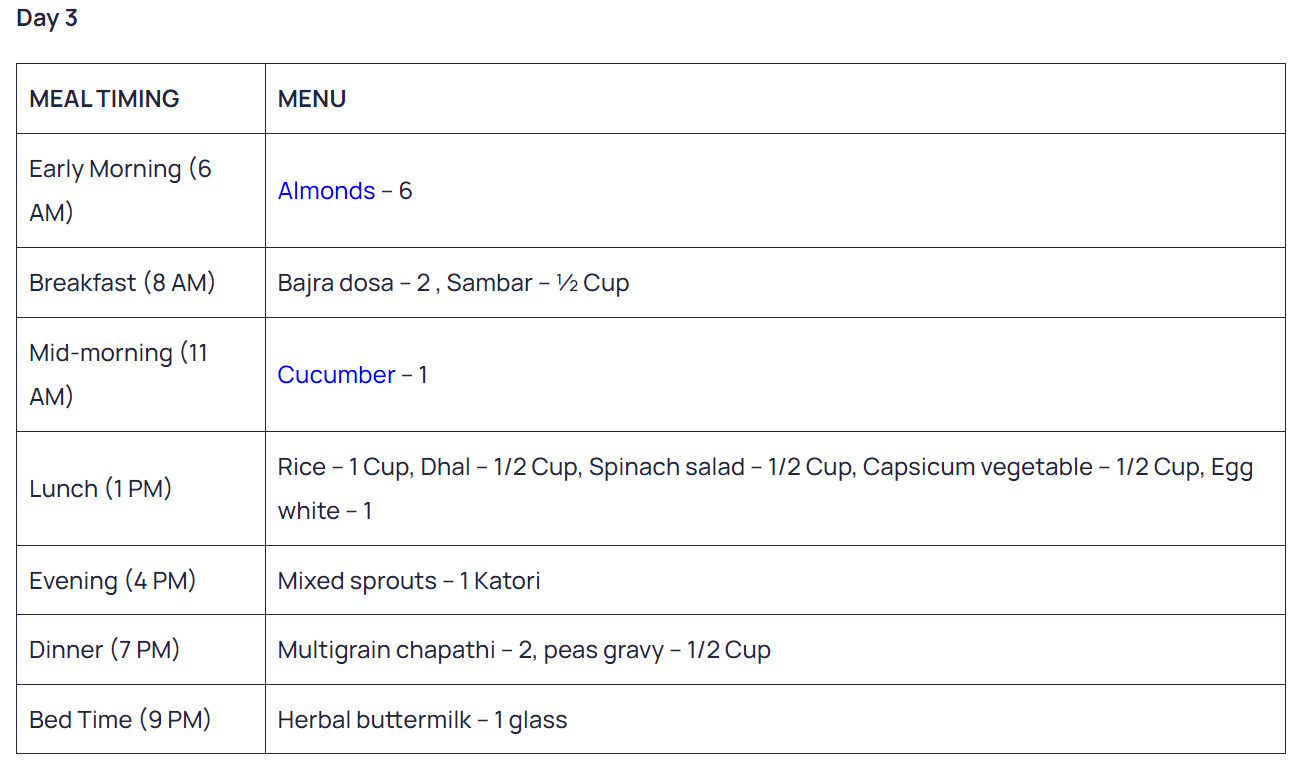 Day 3
MEAL TIMING
MENU
Early Morning (6
AM)
Almonds – 6
Breakfast (8 AM)
Bajra dosa – 2 , Sambar – ½ Cup
Mid-morning (11
AM)
Cucumber – 1
Lunch (1 PM)
Rice – 1 Cup, Dhal – 1/2 Cup, Spinach salad – 1/2 Cup, Capsicum vegetable – 1/2 Cup, Egg
white – 1
Evening (4 PM)
Mixed sprouts – 1 Katori
Dinner (7 PM)
Multigrain chapathi – 2, peas gravy – 1/2 Cup
Bed Time (9 PM)
Herbal buttermilk – 1 glass